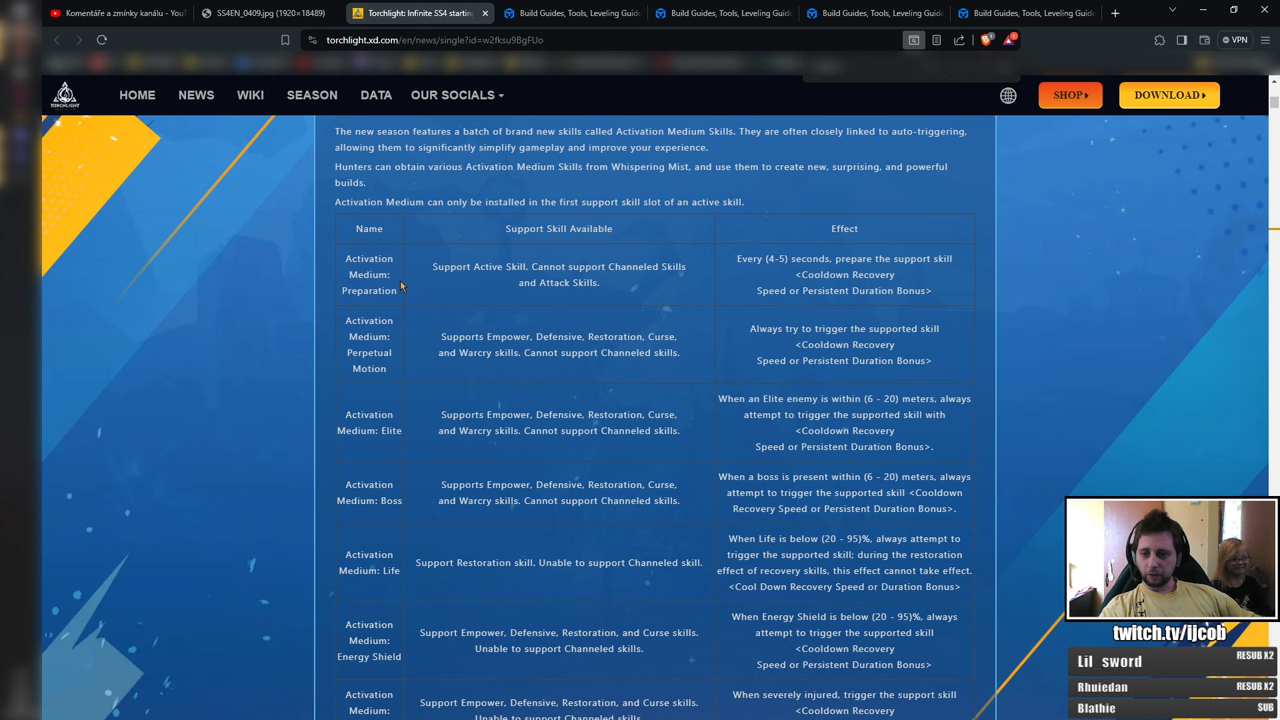 Komentáře a zmínky kanálu - YouT
SS4EN_0409.jpg (1920×18489)
Torchlight: Infinite SS4 startin
Build Guides, Tools, Leveling Guide
Build Guides, Tools, Leveling Guide
Build Guides, Tools, Leveling Guide
Build Guides, Tools, Leveling Guide
torchlight.xd.com/en/news/single?id=w2fksu9BgFUo
VPN
TORCHLIGHT
HOME NEWS WIKI SEASON DATA OUR SOCIALS
SHOP DOWNLOAD
The new season features a batch of brand new skills called Activation Medium Skills. They are often closely linked to auto-triggering,
allowing them to significantly simplify gameplay and improve your experience.
Hunters can obtain various Activation Medium Skills from Whispering Mist, and use them to create new, surprising, and powerful
builds.
Activation Medium can only be installed in the first support skill slot of an active skill.
Name
Support Skill Available
Effect
Activation
Medium:
Preparation
Support Active Skill. Cannot support Channeled Skills
and Attack Skills.
Every (4-5) seconds, prepare the support skill
<Cooldown Recovery
Speed or Persistent Duration Bonus>
Activation
Medium:
Perpetual
Motion
Supports Empower, Defensive, Restoration, Curse,
and Warcry skills. Cannot support Channeled skills.
Always try to trigger the supported skill
<Cooldown Recovery
Speed or Persistent Duration Bonus>
Activation
Medium: Elite
Supports Empower, Defensive, Restoration, Curse,
and Warcry skills. Cannot support Channeled skills.
When an Elite enemy is within (6 - 20) meters, always
attempt to trigger the supported skill with
<Cooldown Recovery
Speed or Persistent Duration Bonus>.
Activation
Medium: Boss
Supports Empower, Defensive, Restoration, Curse,
and Warcry skills. Cannot support Channeled skills.
When a boss is present within (6 - 20) meters, always
attempt to trigger the supported skill <Cooldown
Recovery Speed or Persistent Duration Bonus>.
Activation
Medium: Life
Support Restoration skill. Unable to support Channeled skill.
When Life is below (20 - 95)%, always attempt to
trigger the supported skill; during the restoration
effect of recovery skills, this effect cannot take effect.
<Cool Down Recovery Speed or Duration Bonus>
Activation
Medium:
Energy Shield
Support Empower, Defensive, Restoration, and Curse skills.
Unable to support Channeled skills.
When Energy Shield is below (20 - 95)%, always
attempt to trigger the supported skill
<Cooldown Recovery
Speed or Persistent Duration Bonus>
Activation
Medium:
Support Empower, Defensive, Restoration, and Curse skills.
Unable to support Channeled skills.
When severely injured, trigger the support skill
<Cooldown Recovery
twitch.tv/ljcob
Lil sword RESUB X2
Rhuiedan RESUB X2
Blathie SUB